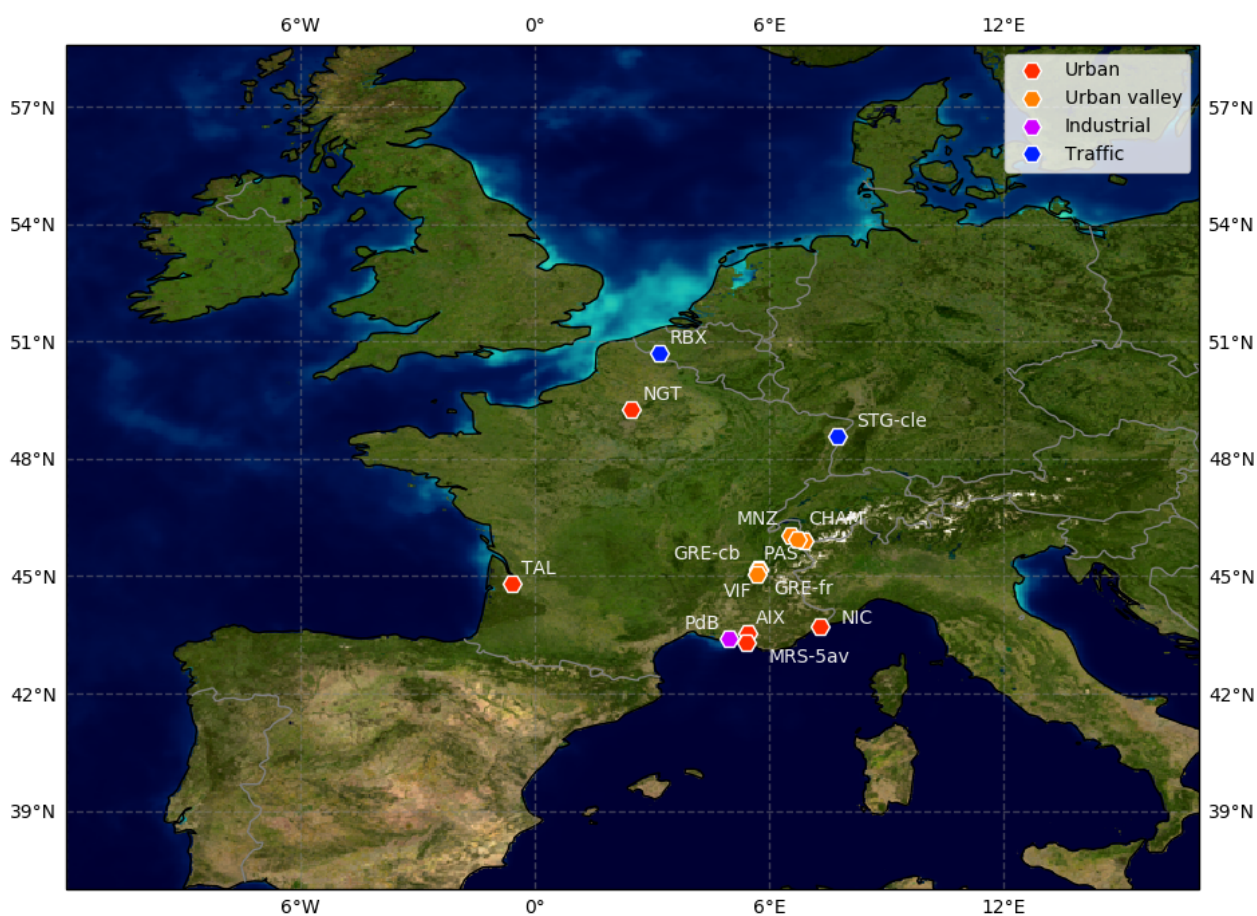 6°W 0° 6°E 12°E
Urban
Urban valley
Industrial
Traffic
57°N 57°N
54°N 54°N
51°N 51°N
RBX
NGT
STG-cle
48°N 48°N
MNZ CHAM
GRE-cb PAS
TAL
45°N 45°N
VIF GRE-fr
PdB AIX NIC
MRS-5av
42°N 42°N
39°N 39°N
6°W 0° 6°E 12°E